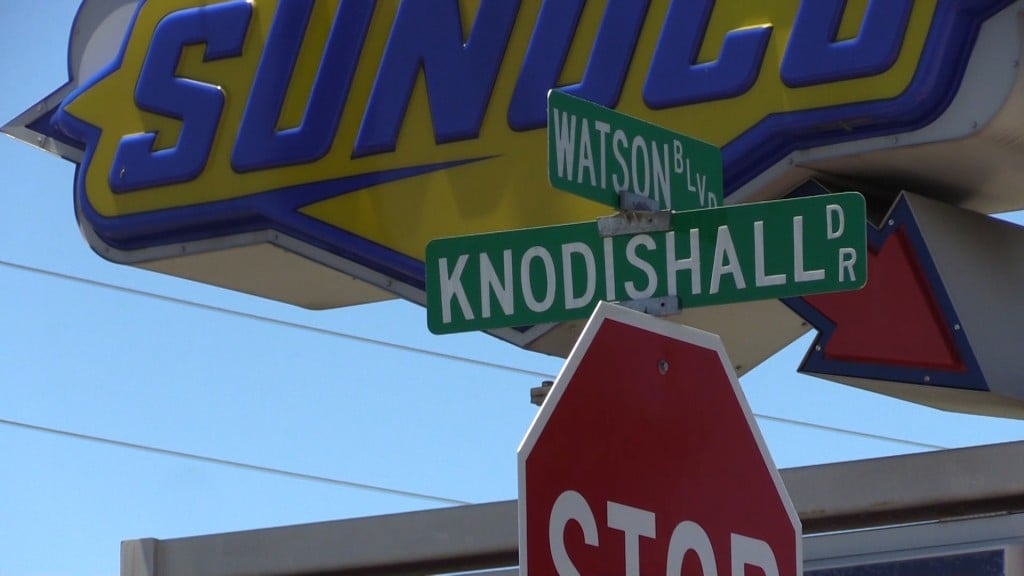 SUNOCO
WATSON BLVD
KNODISHALL DR
STOP